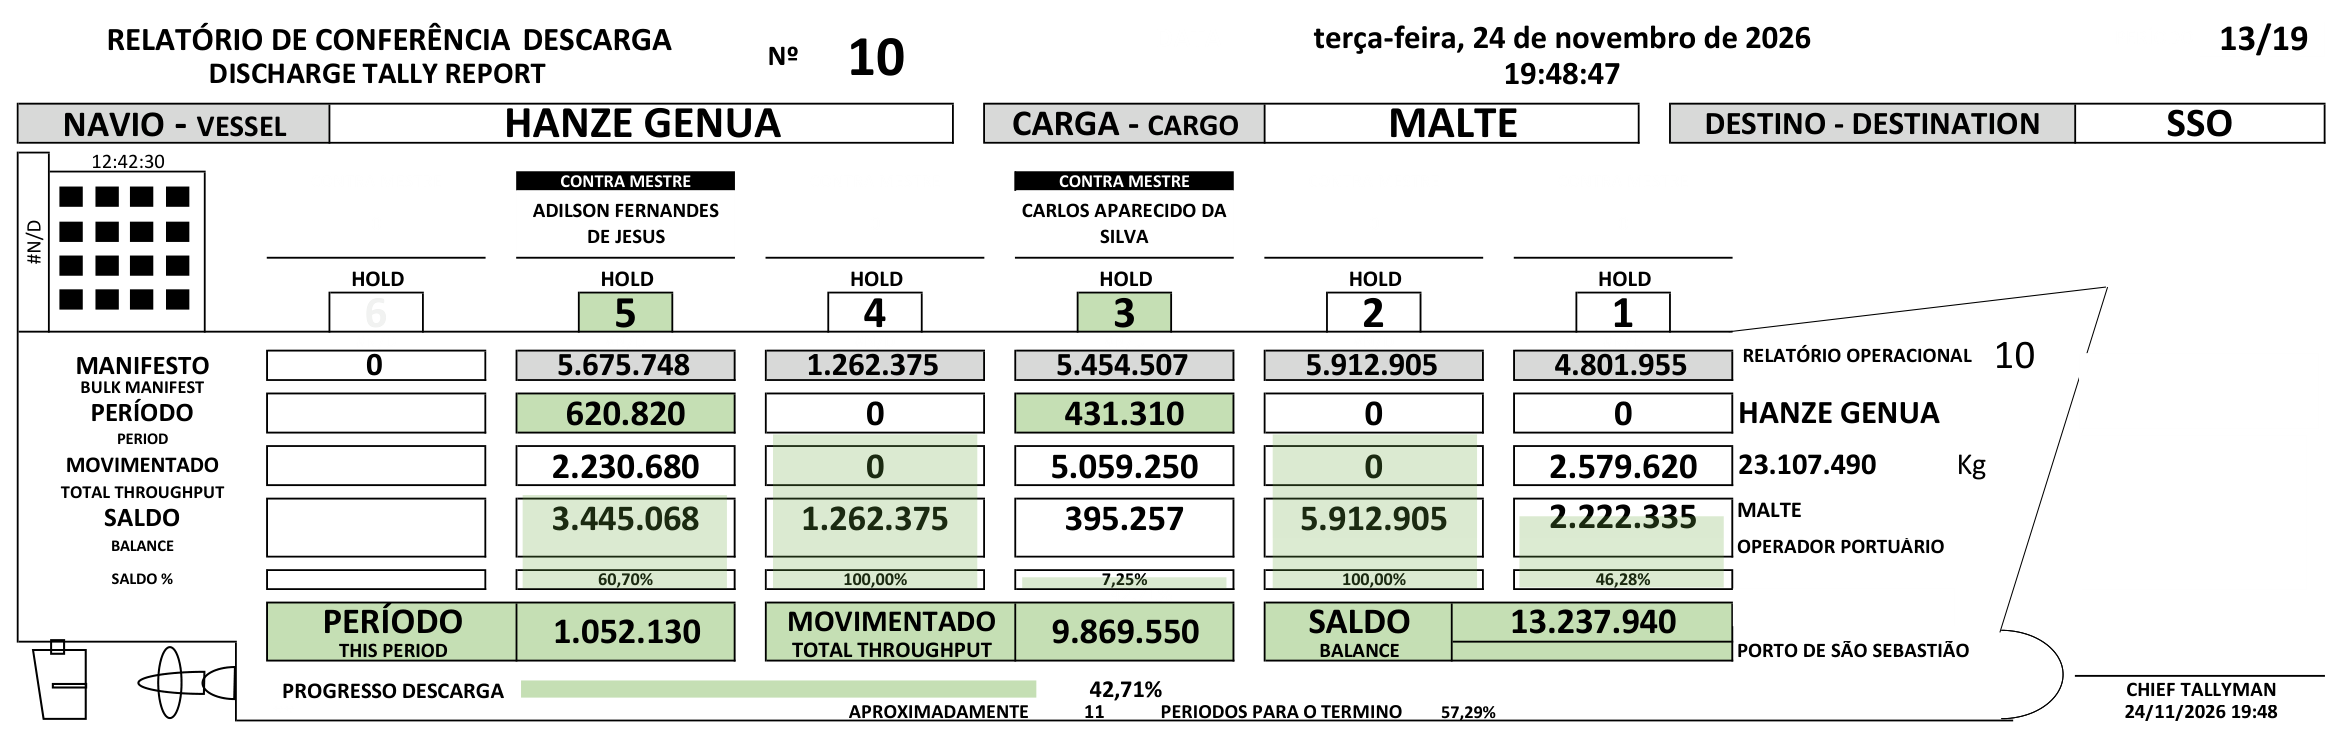 RELATÓRIO DE CONFERÊNCIA DESCARGA
DISCHARGE TALLY REPORT
Nº 10
terça-feira, 24 de novembro de 2026
19:48:47
13/19
NAVIO - VESSEL HANZE GENUA CARGA - CARGO MALTE DESTINO - DESTINATION SSO
12:42:30
#N/D
CONTRA MESTRE CONTRA MESTRE
ADILSON FERNANDES DE JESUS
CARLOS APARECIDO DA SILVA
HOLD HOLD HOLD HOLD HOLD HOLD
6 5 4 3 2 1
MANIFESTO 0 5.675.748 1.262.375 5.454.507 5.912.905 4.801.955 RELATÓRIO OPERACIONAL 10
BULK MANIFEST
PERÍODO 620.820 0 431.310 0 0 HANZE GENUA
PERIOD
MOVIMENTADO 2.230.680 0 5.059.250 0 2.579.620 23.107.490 Kg
TOTAL THROUGHPUT
SALDO 3.445.068 1.262.375 395.257 5.912.905 2.222.335 MALTE
BALANCE OPERADOR PORTUÁRIO
SALDO % 60,70% 100,00% 7,25% 100,00% 46,28%
PERÍODO 1.052.130 MOVIMENTADO 9.869.550 SALDO 13.237.940
THIS PERIOD TOTAL THROUGHPUT BALANCE PORTO DE SÃO SEBASTIÃO
PROGRESSO DESCARGA 42,71%
APROXIMADAMENTE 11 PERIODOS PARA O TERMINO 57,29%
CHIEF TALLYMAN
24/11/2026 19:48